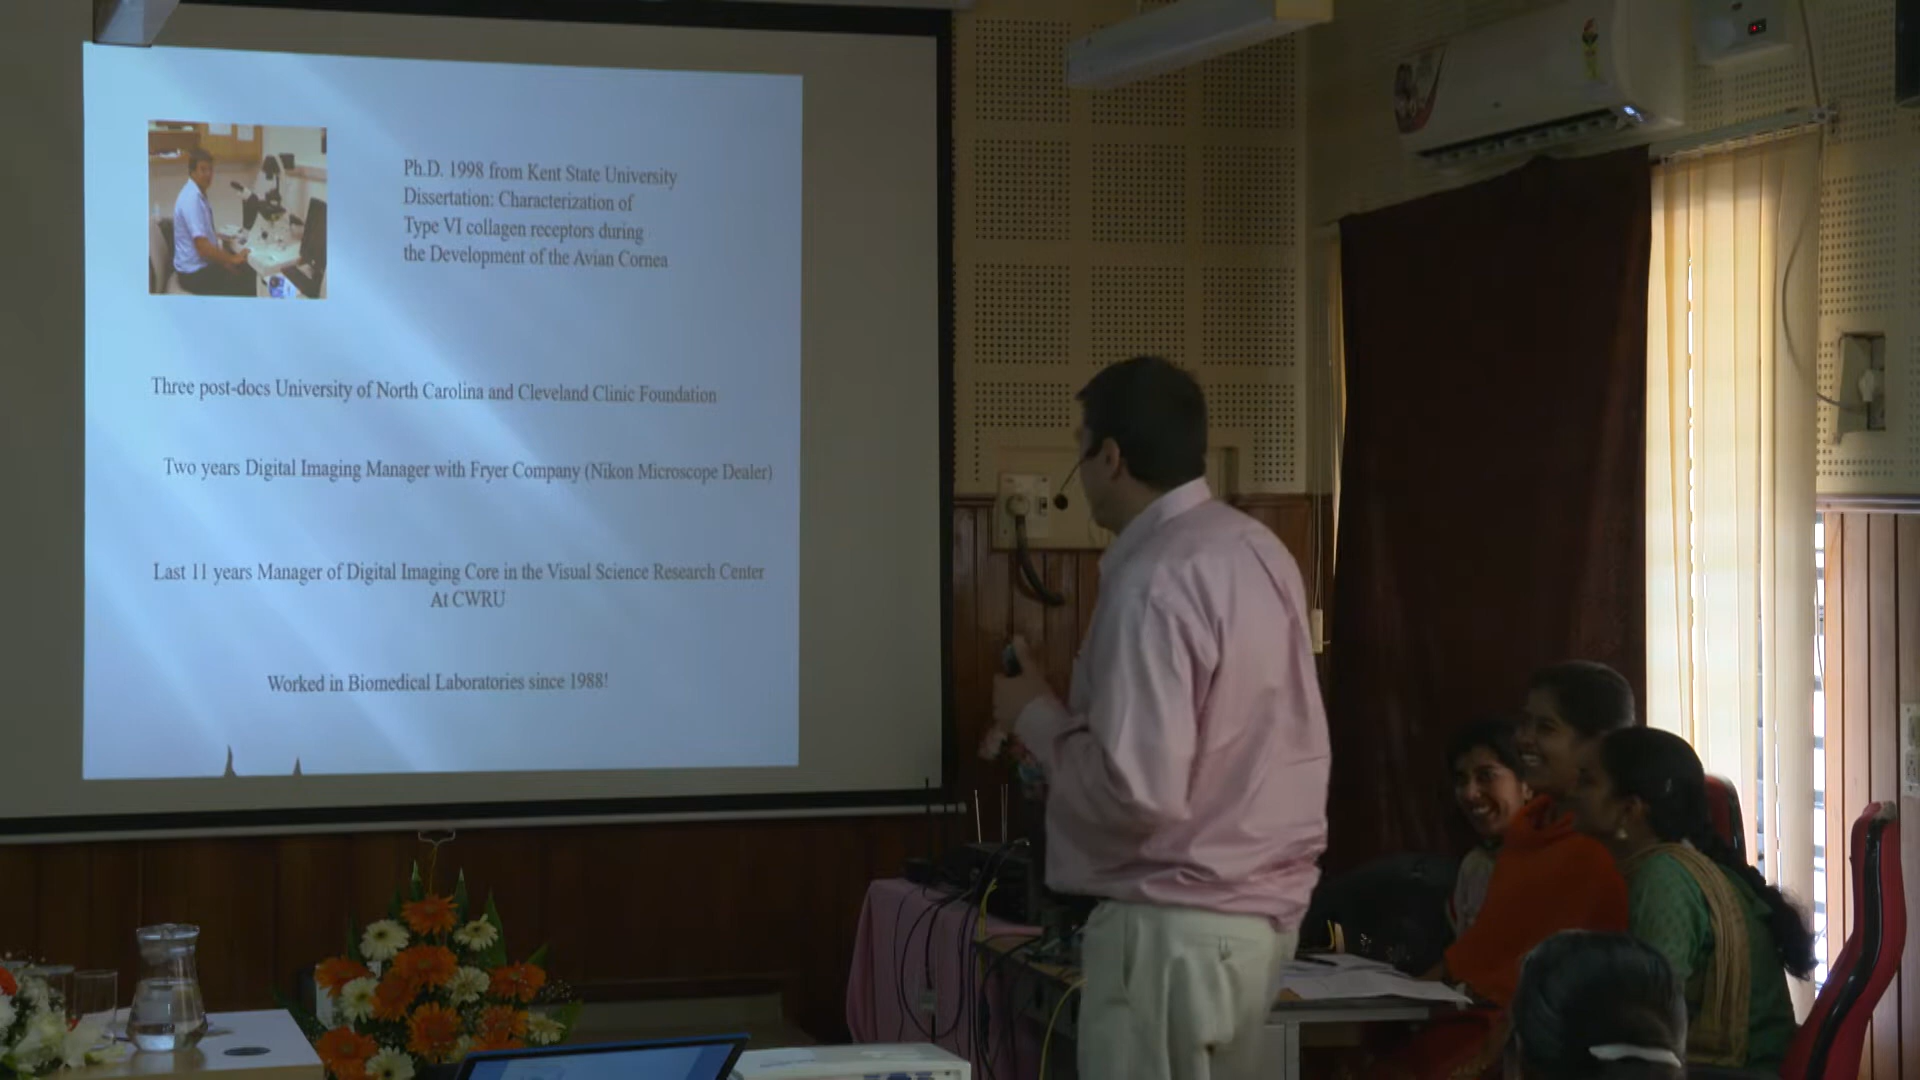 Ph.D. 1998 from Kent State University
Dissertation: Characterization of
Type VI collagen receptors during
the Development of the Avian Cornea
Three post-docs University of North Carolina and Cleveland Clinic Foundation
Two years Digital Imaging Manager with Fryer Company (Nikon Microscope Dealer)
Last 11 years Manager of Digital Imaging Core in the Visual Science Research Center
At CWRU
Worked in Biomedical Laboratories since 1988!